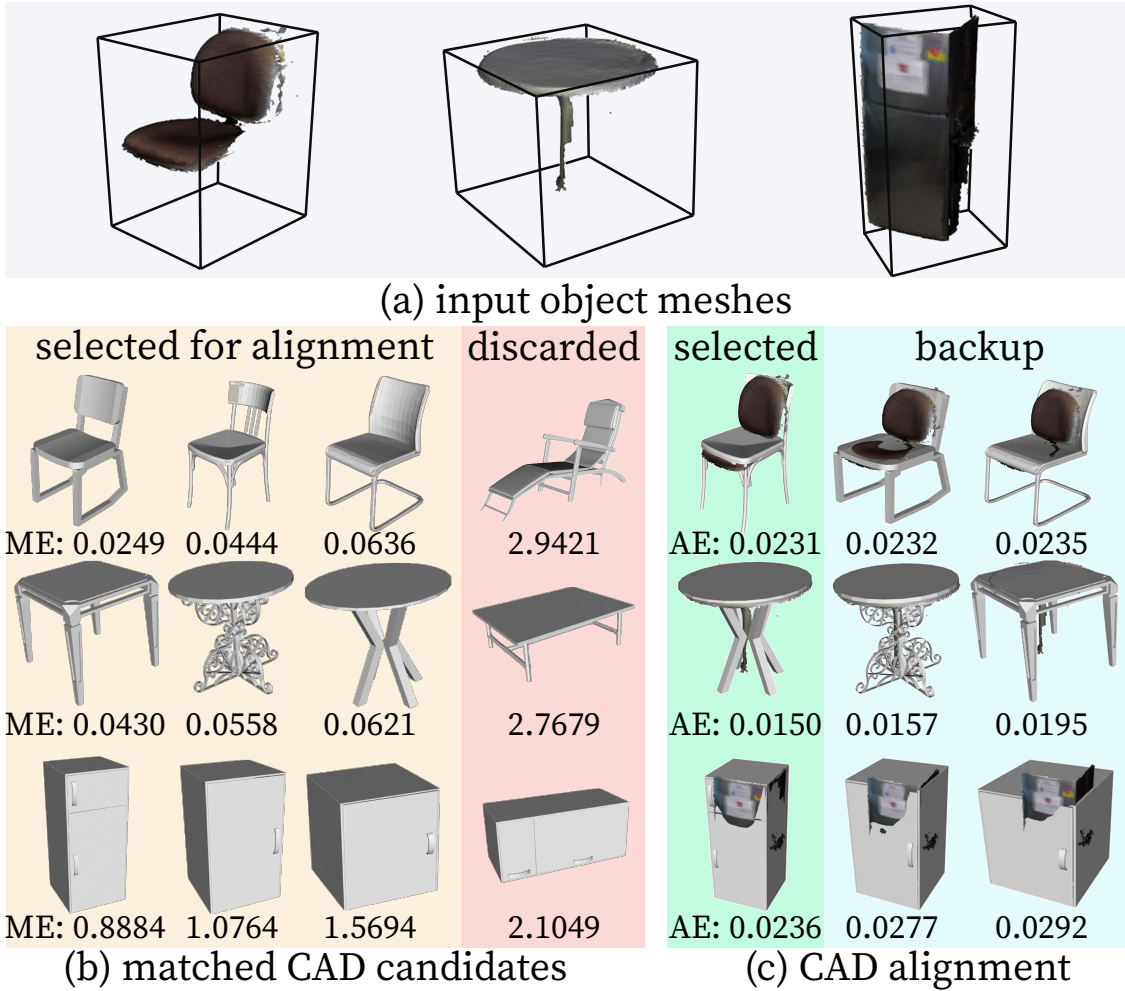 (a) input object meshes
selected for alignment
discarded
selected
backup
ME: 0.0249 0.0444 0.0636 2.9421
AE: 0.0231 0.0232 0.0235
ME: 0.0430 0.0558 0.0621 2.7679
AE: 0.0150 0.0157 0.0195
ME: 0.8884 1.0764 1.5694 2.1049
AE: 0.0236 0.0277 0.0292
(b) matched CAD candidates
(c) CAD alignment